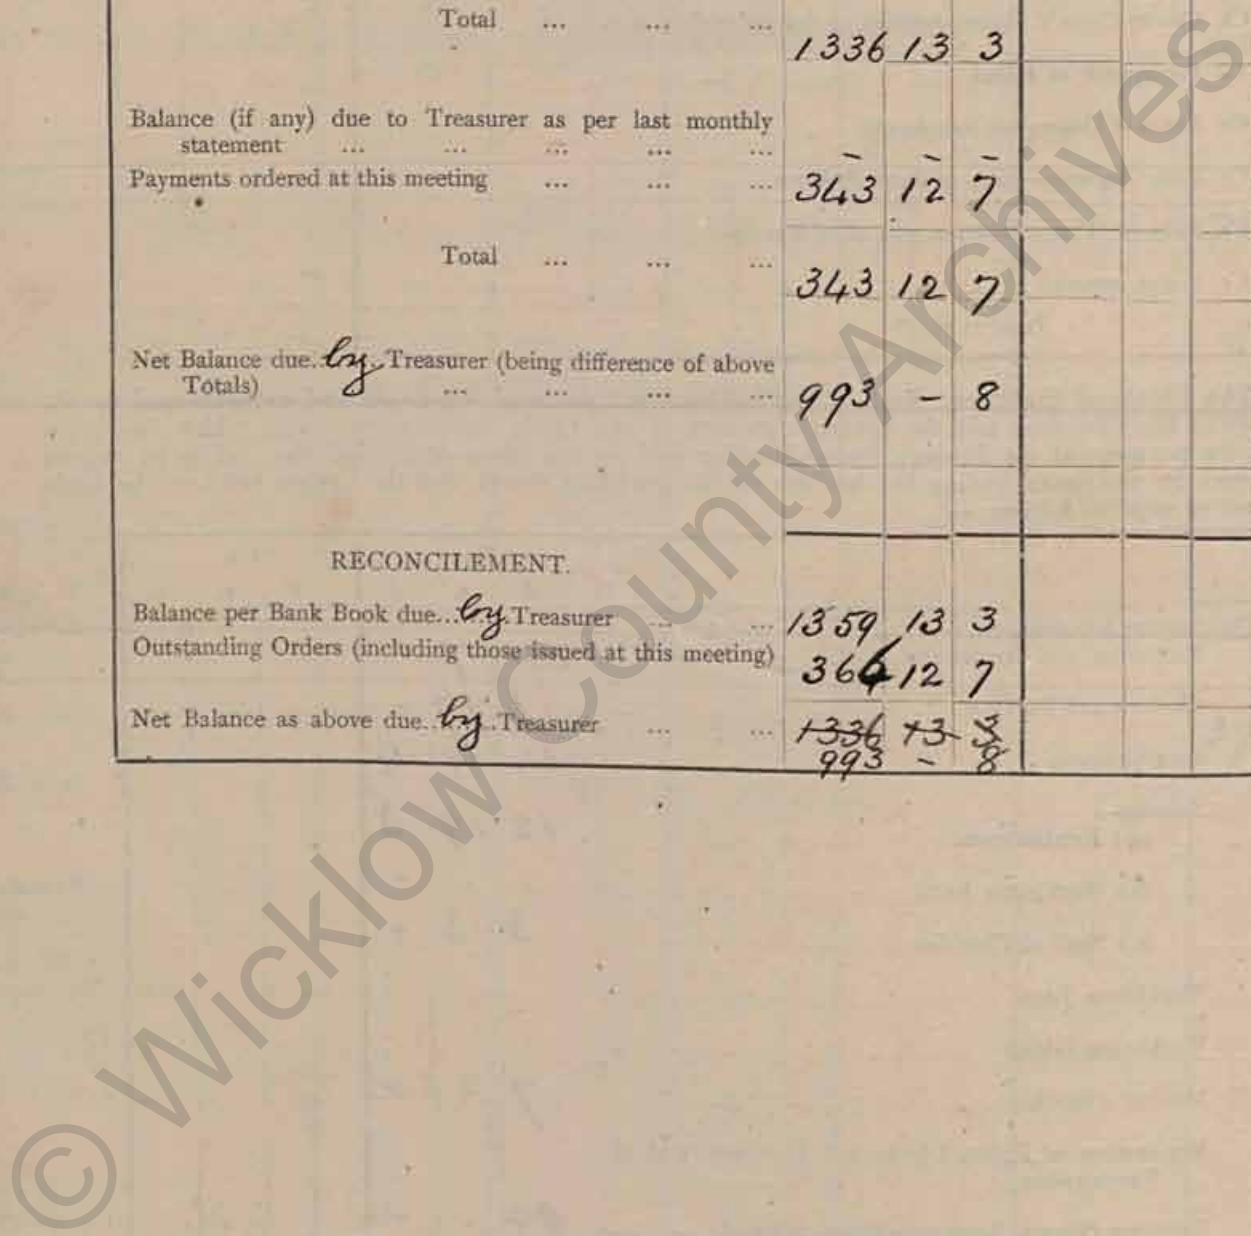 Total ... ... ... 1336 13 3
Balance (if any) due to Treasurer as per last monthly
statement ... ... ... ... ... - - -
Payments ordered at this meeting ... ... ... 343 12 7
Total ... ... ... 343 12 7
Net Balance due..by.Treasurer (being difference of above
Totals) ... ... ... ... 993 - 8
RECONCILEMENT.
Balance per Bank Book due...by.Treasurer ... ... 1359 13 3
Outstanding Orders (including those issued at this meeting) 366 12 7
Net Balance as above due..by.Treasurer ... ... 1336 13 3
993 - 8
© Wicklow County Archives